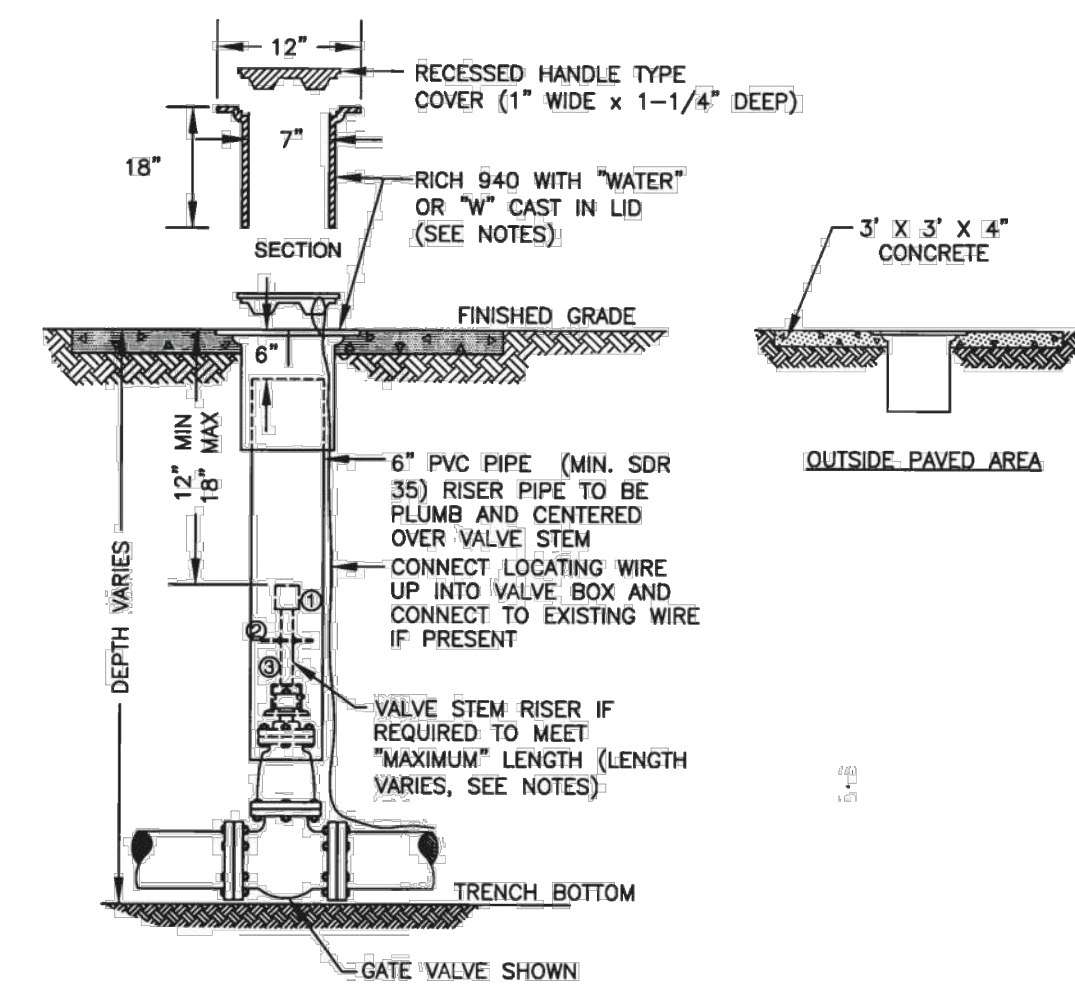 12"
RECESSED HANDLE TYPE
COVER (1" WIDE x 1-1/4" DEEP)
7"
18"
RICH 940 WITH "WATER"
OR "W" CAST IN LID
(SEE NOTES)
SECTION
3' X 3' X 4"
CONCRETE
FINISHED GRADE
6"
12" MIN
18" MAX
OUTSIDE PAVED AREA
6" PVC PIPE (MIN. SDR
35) RISER PIPE TO BE
PLUMB AND CENTERED
OVER VALVE STEM
CONNECT LOCATING WIRE
UP INTO VALVE BOX AND
CONNECT TO EXISTING WIRE
IF PRESENT
DEPTH VARIES
1
2
3
VALVE STEM RISER IF
REQUIRED TO MEET
"MAXIMUM" LENGTH (LENGTH
VARIES, SEE NOTES)
TRENCH BOTTOM
GATE VALVE SHOWN